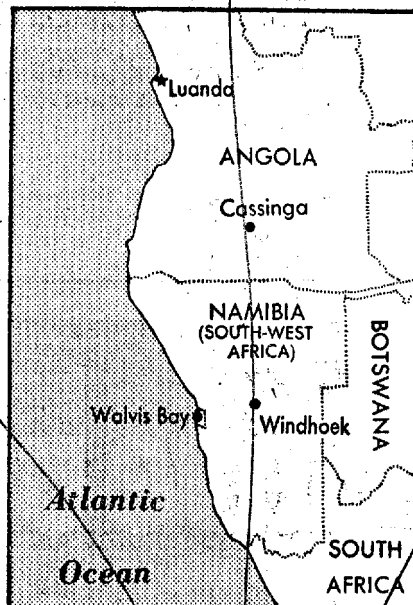 Luanda
ANGOLA
Cassinga
NAMIBIA
(SOUTH-WEST
AFRICA)
BOTSWANA
Walvis Bay
Windhoek
Atlantic
Ocean
SOUTH
AFRICA